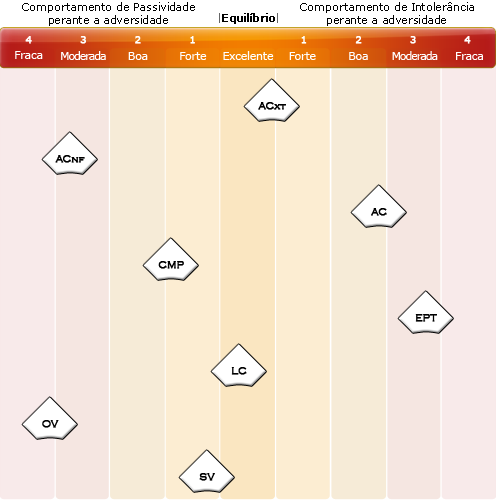 Comportamento de Passividade
perante a adversidade
|Equilíbrio|
Comportamento de Intolerância
perante a adversidade
4 3 2 1 1 2 3 4
Fraca Moderada Boa Forte Excelente Forte Boa Moderada Fraca
ACXT
ACNF
AC
CMP
EPT
LC
OV
SV